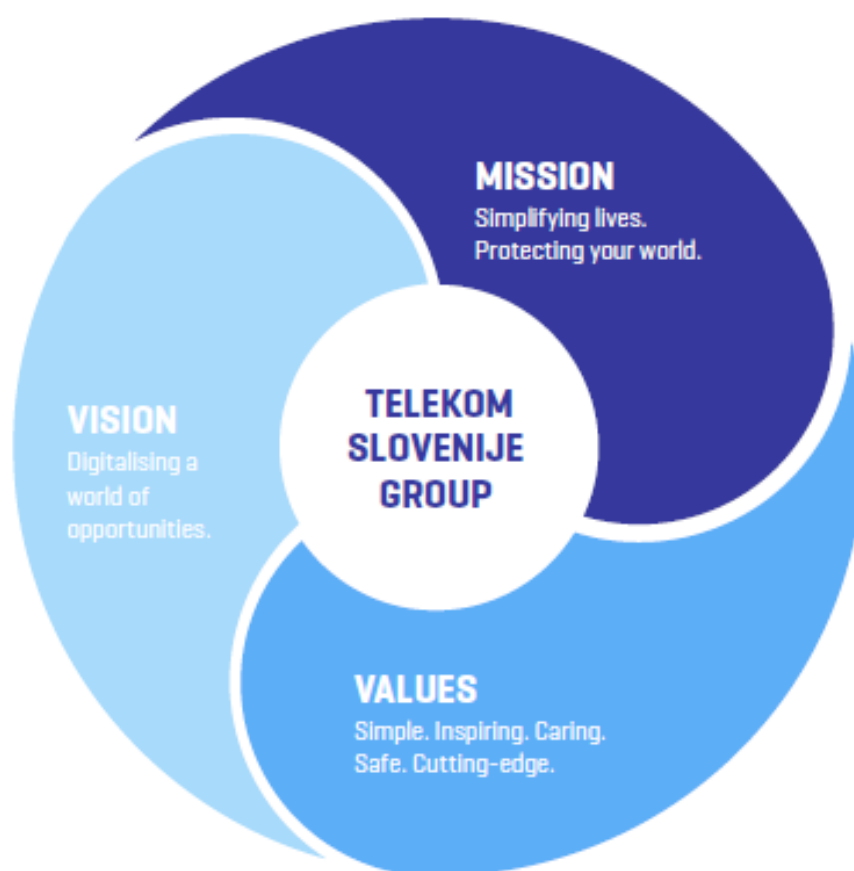 MISSION
Simplifying lives.
Protecting your world.
TELEKOM
SLOVENIJE
GROUP
VISION
Digitalising a
world of
opportunities.
VALUES
Simple. Inspiring. Caring.
Safe. Cutting-edge.